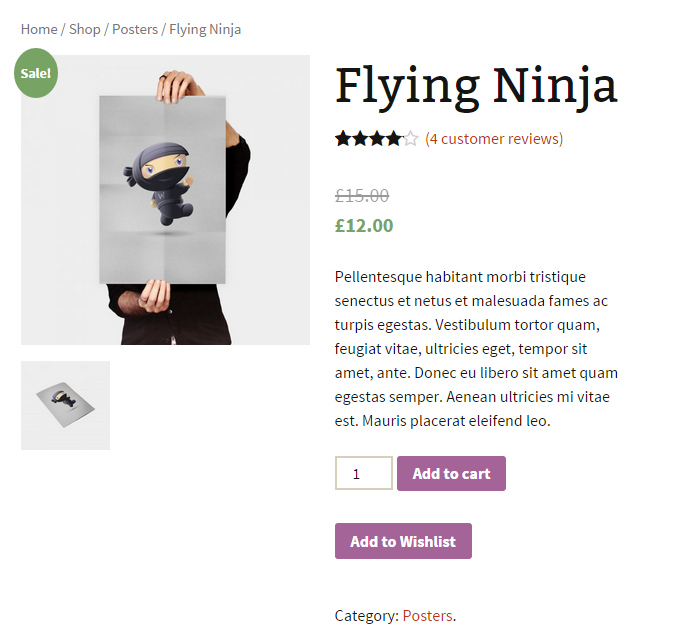 Home / Shop / Posters / Flying Ninja
Sale!
W
Flying Ninja
(4 customer reviews)
£15.00
£12.00
Pellentesque habitant morbi tristique
senectus et netus et malesuada fames ac
turpis egestas. Vestibulum tortor quam,
feugiat vitae, ultricies eget, tempor sit
amet, ante. Donec eu libero sit amet quam
egestas semper. Aenean ultricies mi vitae
est. Mauris placerat eleifend leo.
1
Add to cart
Add to Wishlist
Category: Posters.